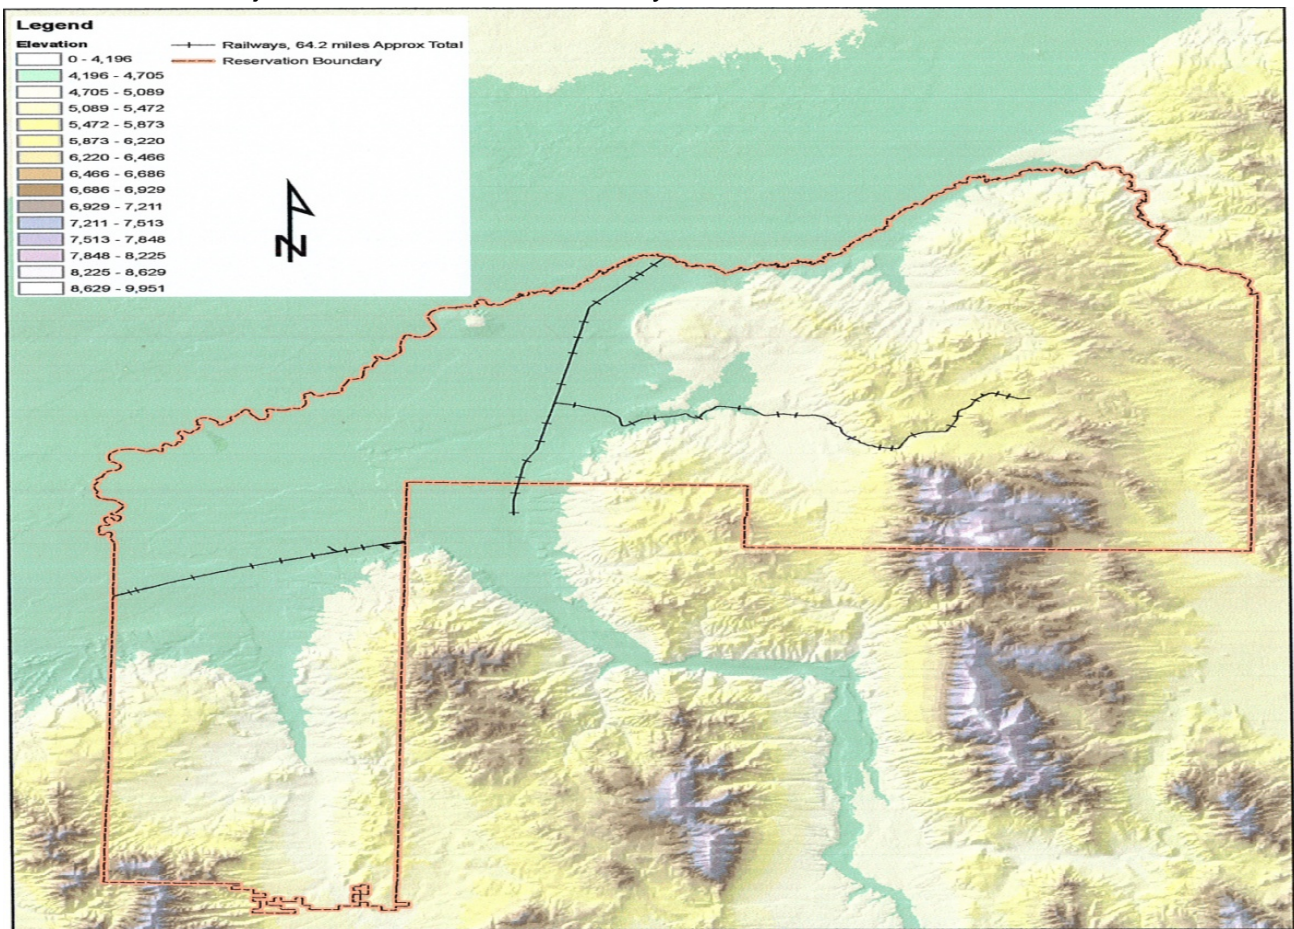 Legend
Elevation
0 - 4,196
4,196 - 4,705
4,705 - 5,089
5,089 - 5,472
5,472 - 5,873
5,873 - 6,220
6,220 - 6,466
6,466 - 6,686
6,686 - 6,929
6,929 - 7,211
7,211 - 7,513
7,513 - 7,848
7,848 - 8,225
8,225 - 8,629
8,629 - 9,951
Railways, 64.2 miles Approx Total
Reservation Boundary
N